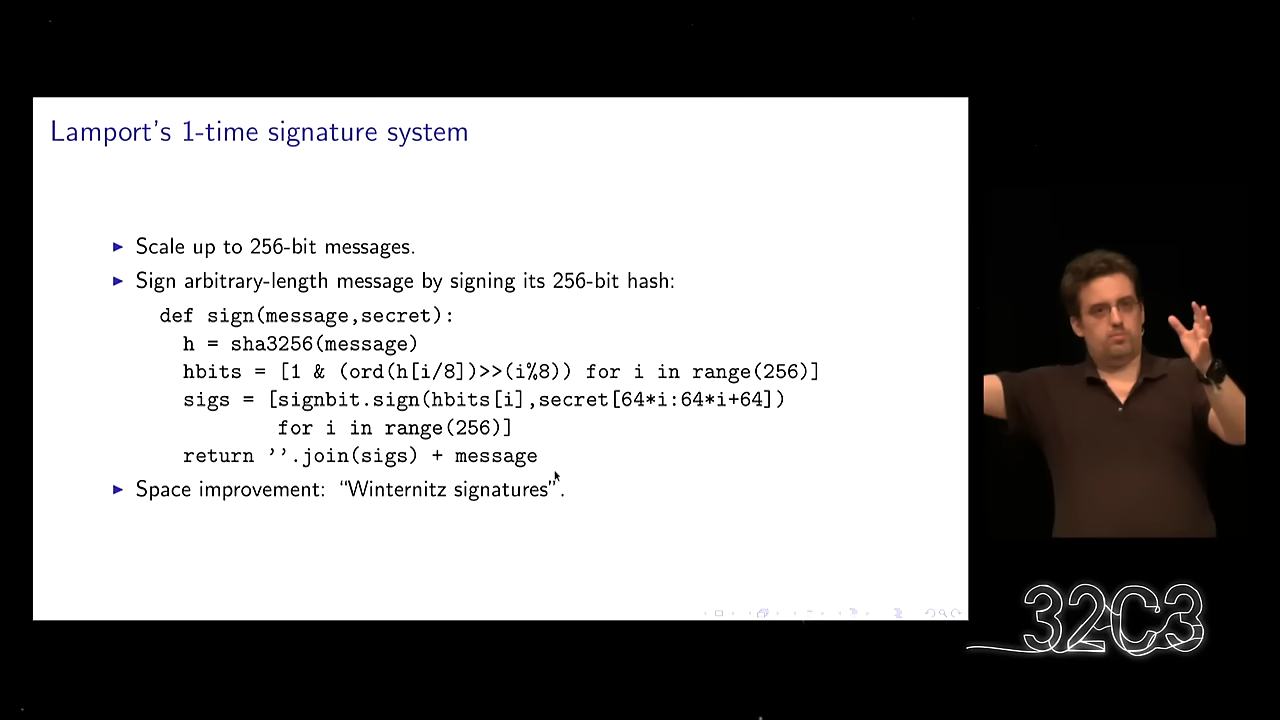 Lamport's 1-time signature system
▶ Scale up to 256-bit messages.
▶ Sign arbitrary-length message by signing its 256-bit hash:
def sign(message,secret):
  h = sha3256(message)
  hbits = [1 & (ord(h[i/8])>>(i%8)) for i in range(256)]
  sigs = [signbit.sign(hbits[i],secret[64*i:64*i+64])
          for i in range(256)]
  return ’’.join(sigs) + message
▶ Space improvement: “Winternitz signatures”.
32C3